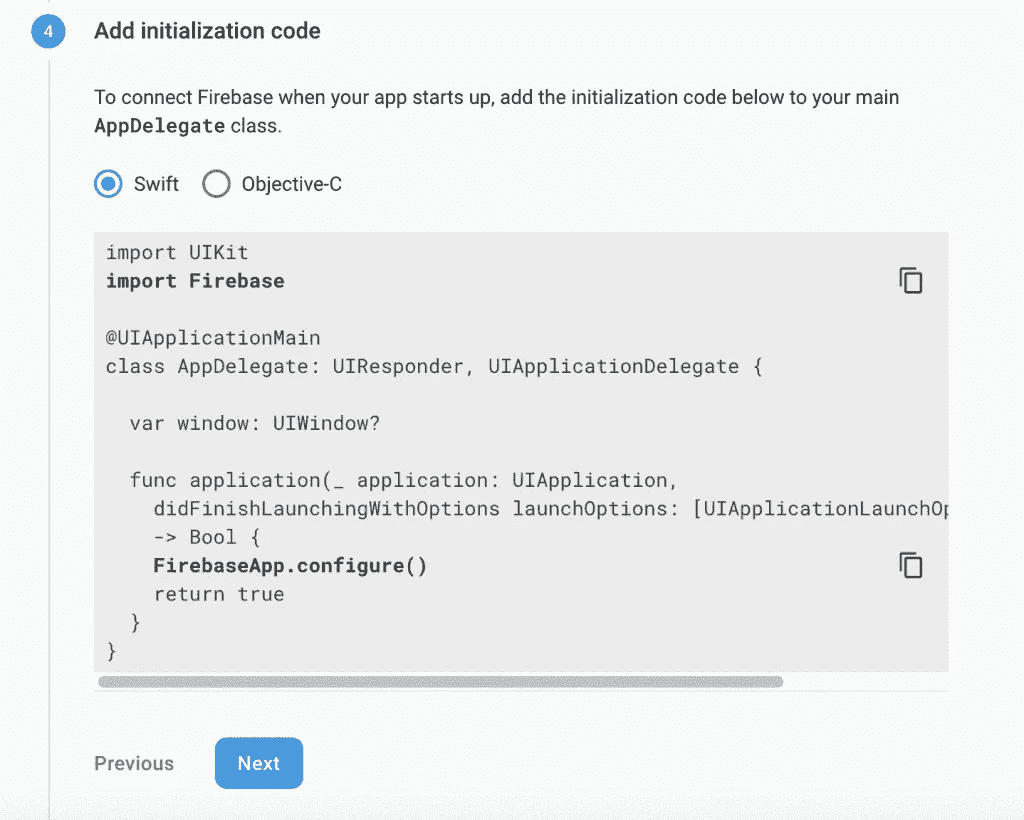 4
Add initialization code
To connect Firebase when your app starts up, add the initialization code below to your main
AppDelegate class.
Swift
Objective-C
import UIKit
import Firebase
@UIApplicationMain
class AppDelegate: UIResponder, UIApplicationDelegate {
var window: UIWindow?
func application(_ application: UIApplication,
didFinishLaunchingWithOptions launchOptions: [UIApplicationLaunchOp
-> Bool {
FirebaseApp.configure()
return true
}
}
Previous
Next